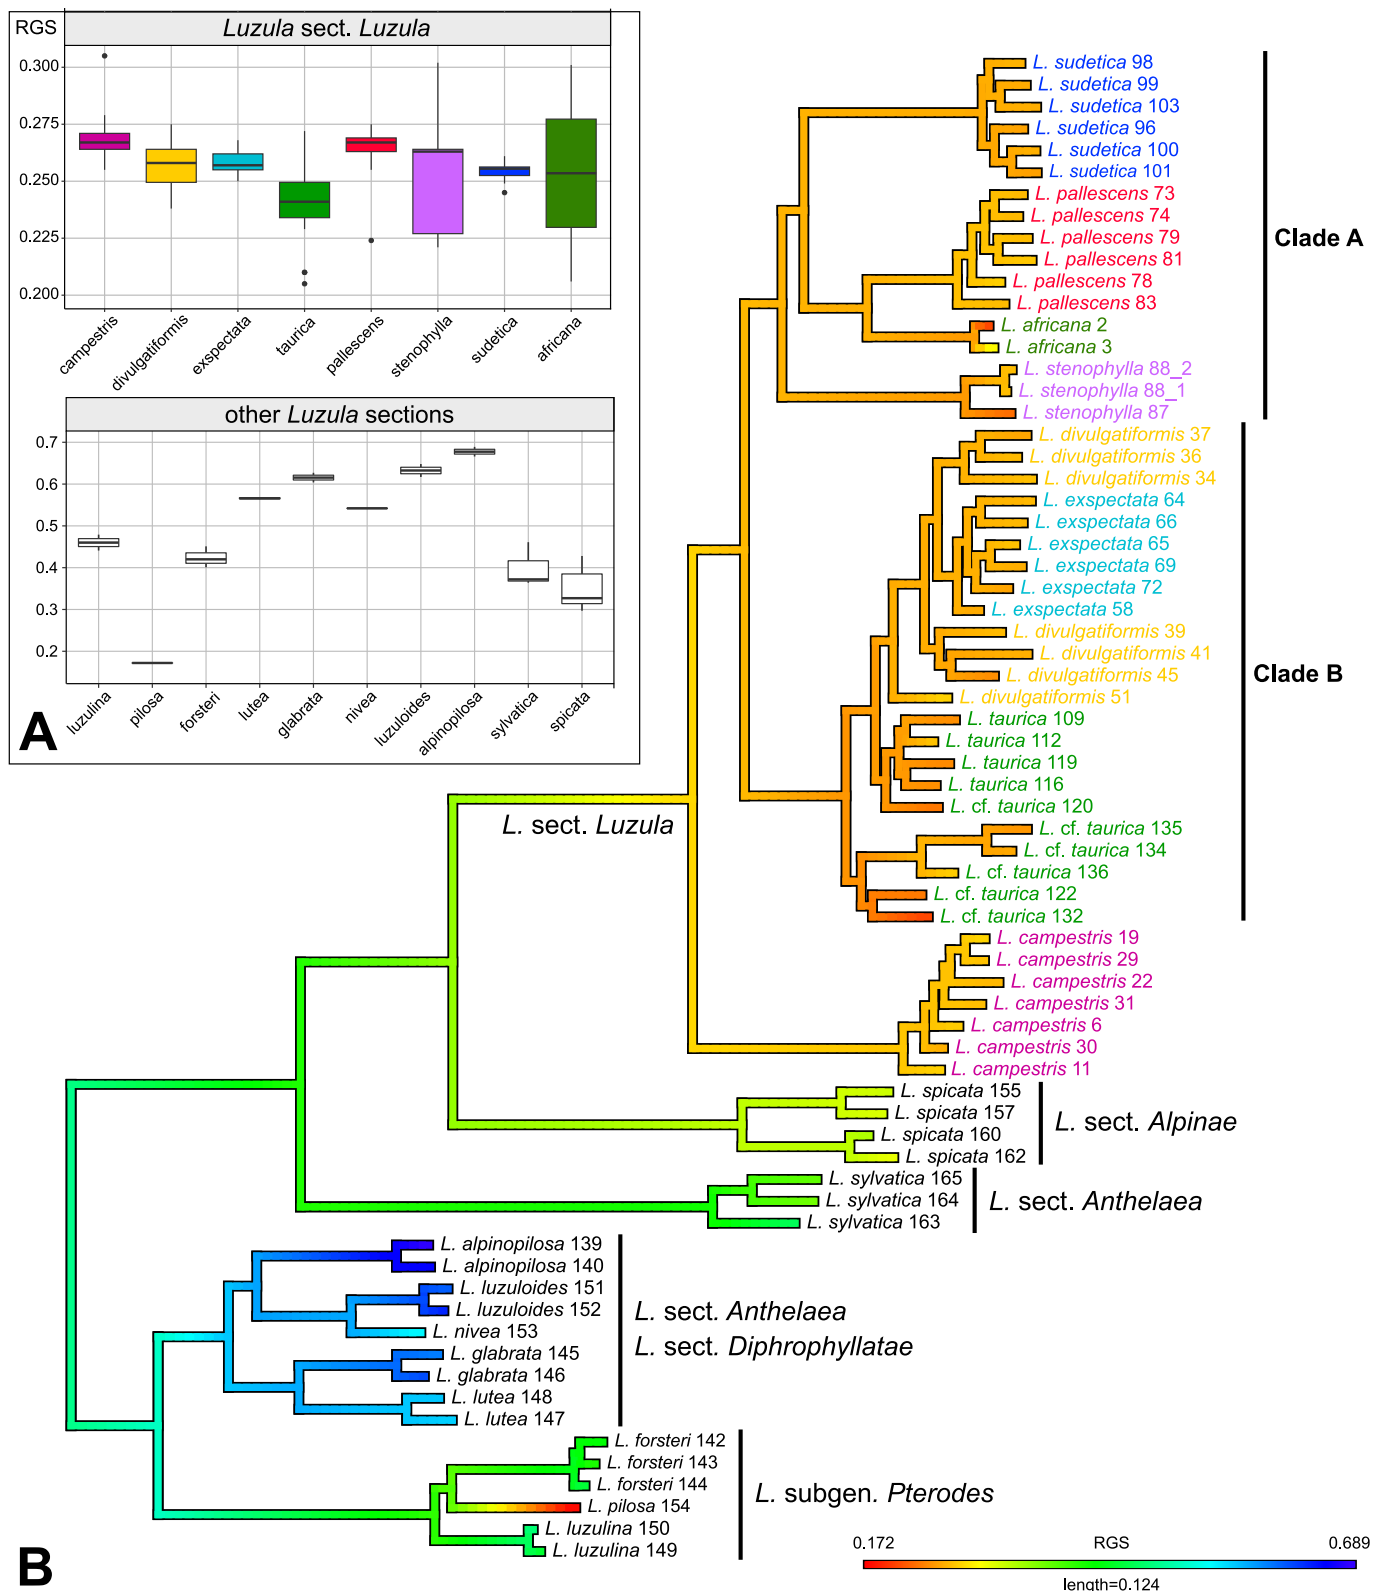 RGS
Luzula sect. Luzula
0.300
0.275
0.250
0.225
0.200
campestris
divulgatiformis
exspectata
taurica
pallescens
stenophylla
sudetica
africana
other Luzula sections
0.7
0.6
0.5
0.4
0.3
0.2
luzulina
pilosa
forsteri
lutea
glabrata
nivea
luzuloides
alpinopilosa
sylvatica
spicata
A
L. sudetica 98
L. sudetica 99
L. sudetica 103
L. sudetica 96
L. sudetica 100
L. sudetica 101
L. pallescens 73
L. pallescens 74
L. pallescens 79
L. pallescens 81
L. pallescens 78
L. pallescens 83
L. africana 2
L. africana 3
L. stenophylla 88_2
L. stenophylla 88_1
L. stenophylla 87
Clade A
L. divulgatiformis 37
L. divulgatiformis 36
L. divulgatiformis 34
L. exspectata 64
L. exspectata 66
L. exspectata 65
L. exspectata 69
L. exspectata 72
L. exspectata 58
L. divulgatiformis 39
L. divulgatiformis 41
L. divulgatiformis 45
L. divulgatiformis 51
L. taurica 109
L. taurica 112
L. taurica 119
L. taurica 116
L. cf. taurica 120
L. cf. taurica 135
L. cf. taurica 134
L. cf. taurica 136
L. cf. taurica 122
L. cf. taurica 132
Clade B
L. sect. Luzula
L. campestris 19
L. campestris 29
L. campestris 22
L. campestris 31
L. campestris 6
L. campestris 30
L. campestris 11
L. spicata 155
L. spicata 157
L. spicata 160
L. spicata 162
L. sect. Alpinae
L. sylvatica 165
L. sylvatica 164
L. sylvatica 163
L. sect. Anthelaea
L. alpinopilosa 139
L. alpinopilosa 140
L. luzuloides 151
L. luzuloides 152
L. nivea 153
L. glabrata 145
L. glabrata 146
L. lutea 148
L. lutea 147
L. sect. Anthelaea
L. sect. Diphrophyllatae
L. forsteri 142
L. forsteri 143
L. forsteri 144
L. pilosa 154
L. luzulina 150
L. luzulina 149
L. subgen. Pterodes
B
0.172 RGS 0.689
length=0.124